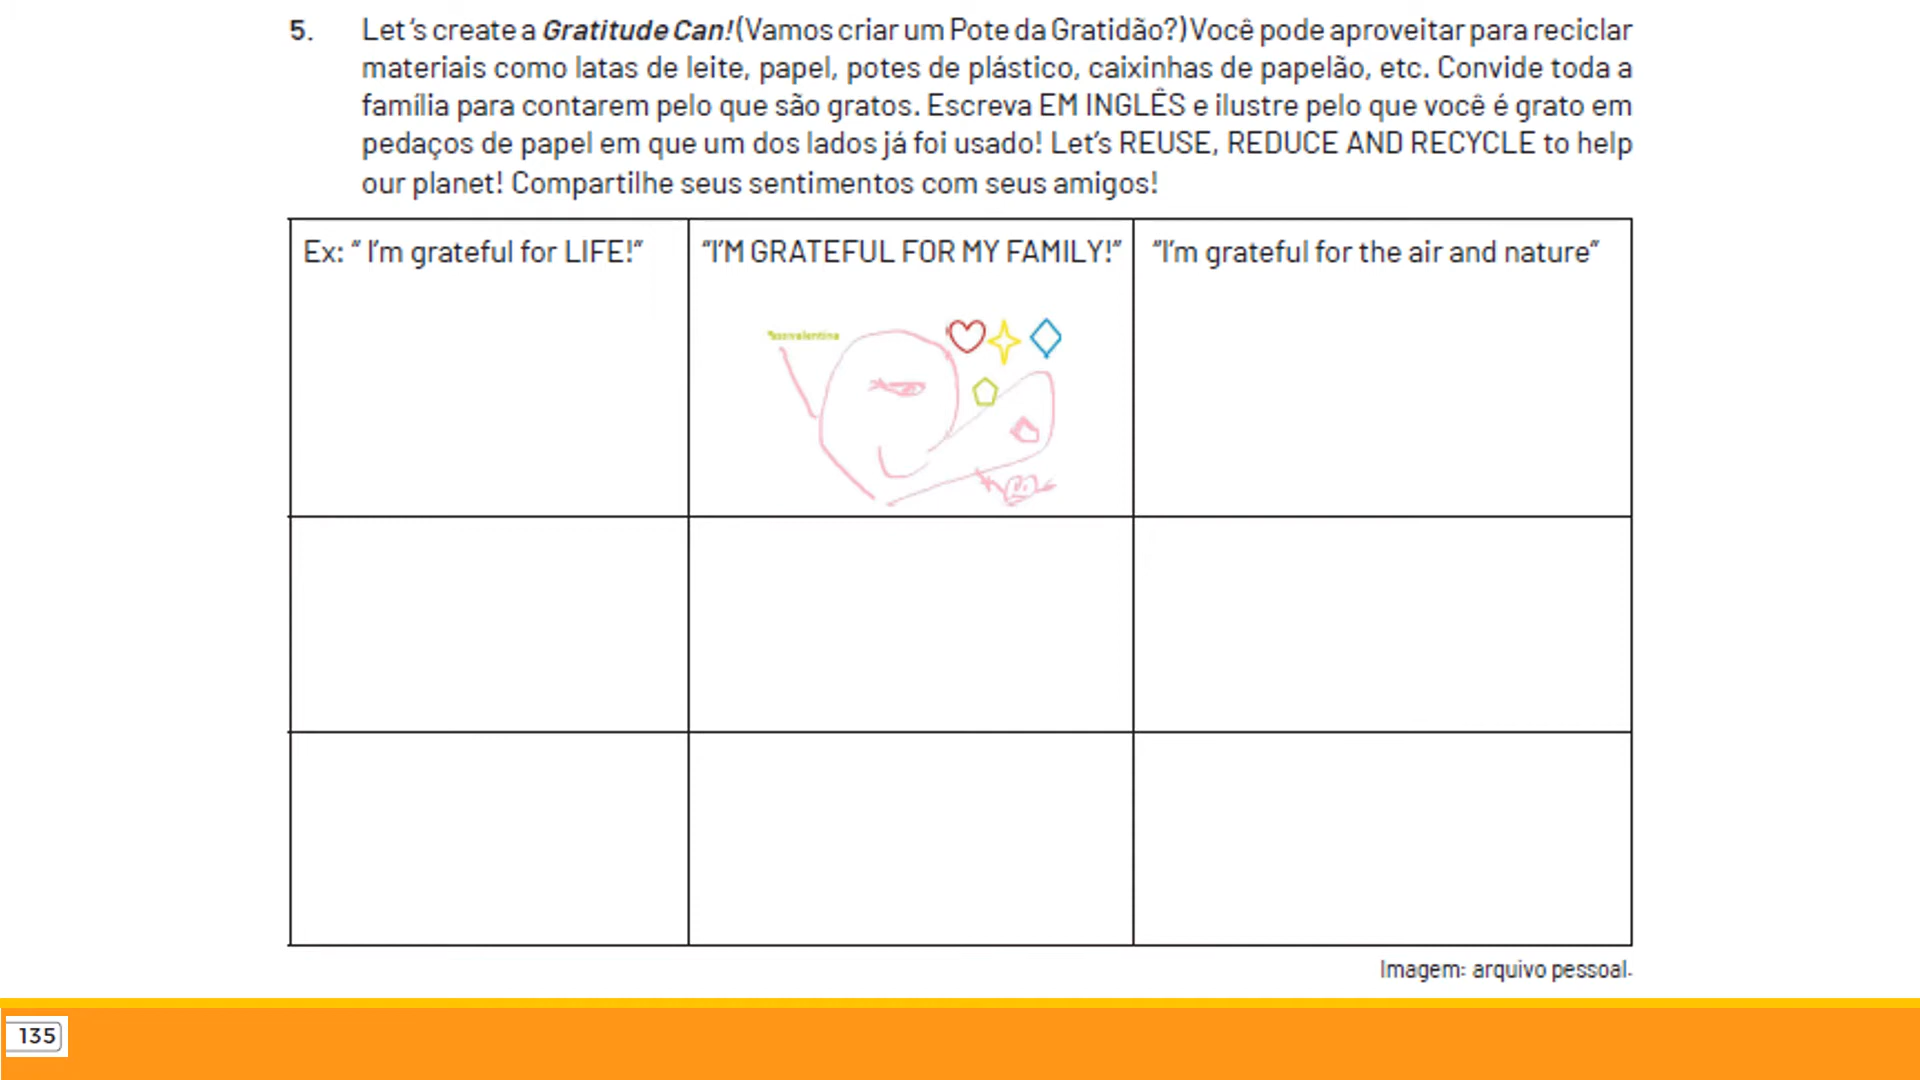 5. Let's create a Gratitude Can! (Vamos criar um Pote da Gratidão?) Você pode aproveitar para reciclar
materiais como latas de leite, papel, potes de plástico, caixinhas de papelão, etc. Convide toda a
família para contarem pelo que são gratos. Escreva EM INGLÊS e ilustre pelo que você é grato em
pedaços de papel em que um dos lados já foi usado! Let's REUSE, REDUCE AND RECYCLE to help
our planet! Compartilhe seus sentimentos com seus amigos!
Ex: " I'm grateful for LIFE!"
"I'M GRATEFUL FOR MY FAMILY!"
"I'm grateful for the air and nature"
Imagem: arquivo pessoal.
135